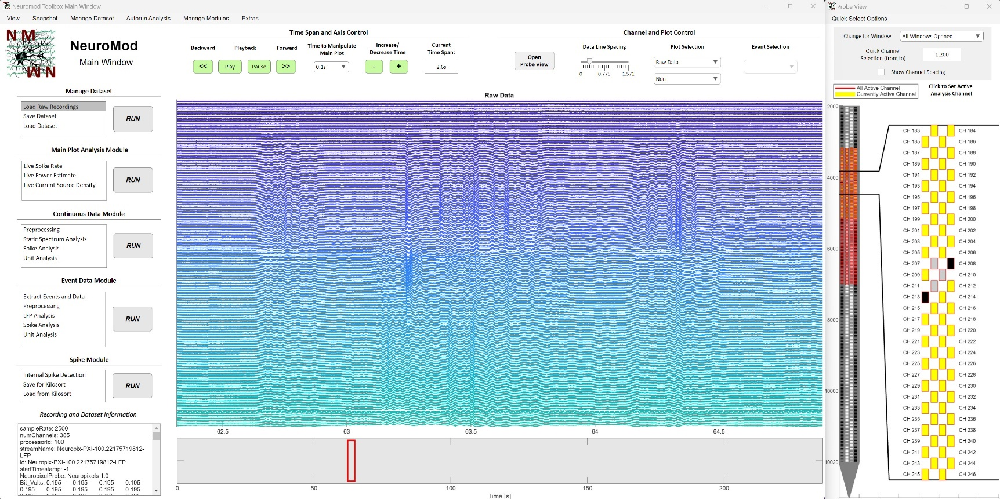 Neuromod Toolbox Main Window
View Snapshot Manage Dataset Autorun Analysis Manage Modules Extras
N M
W N
NeuroMod
Main Window
Time Span and Axis Control
Backward
Playback
Forward
Time to Manipulate
Main Plot
Increase/
Decrease Time
Current
Time Span:
<<
Play
Pause
>>
0.1s
-
+
2.6s
Open
Probe View
Channel and Plot Control
Data Line Spacing
0 0.775 1.571
Plot Selection
Raw Data
Non
Event Selection
Manage Dataset
Load Raw Recordings
Save Dataset
Load Dataset
RUN
Main Plot Analysis Module
Live Spike Rate
Live Power Estimate
Live Current Source Density
RUN
Continuous Data Module
Preprocessing
Static Spectrum Analysis
Spike Analysis
Unit Analysis
RUN
Event Data Module
Extract Events and Data
Preprocessing
LFP Analysis
Spike Analysis
Unit Analysis
RUN
Spike Module
Internal Spike Detection
Save for Kilosort
Load from Kilosort
RUN
Recording and Dataset Information
sampleRate: 2500
numChannels: 385
processorId: 100
streamName: Neuropix-PXI-100.22175719812-
LFP
id: Neuropix-PXI-100.22175719812-LFP
startTimestamp: -1
NeuropixelProbe: Neuropixels 1.0
Bit_Volts: 0.195 0.195 0.195 0.195
0.195 0.195 0.195 0.195
Raw Data
62.5 63 63.5 64 64.5
0 50 100 150 200
Time [s]
Probe View
Quick Select Options
Change for Window
All Windows Opened
Quick Channel
Selection (from,to)
1,200
Show Channel Spacing
All Active Channel
Currently Active Channel
Click to Set Active
Analysis Channel
4000
6000
8000
10000
10020
CH 183 CH 184
CH 185 CH 186
CH 187 CH 188
CH 189 CH 190
CH 191 CH 192
CH 193 CH 194
CH 195 CH 196
CH 197 CH 198
CH 199 CH 200
CH 201 CH 202
CH 203 CH 204
CH 205 CH 206
CH 207 CH 208
CH 209 CH 210
CH 211 CH 212
CH 213 CH 214
CH 215 CH 216
CH 217 CH 218
CH 219 CH 220
CH 221 CH 222
CH 223 CH 224
CH 225 CH 226
CH 227 CH 228
CH 229 CH 230
CH 231 CH 232
CH 233 CH 234
CH 235 CH 236
CH 237 CH 238
CH 239 CH 240
CH 241 CH 242
CH 243 CH 244
CH 245 CH 246